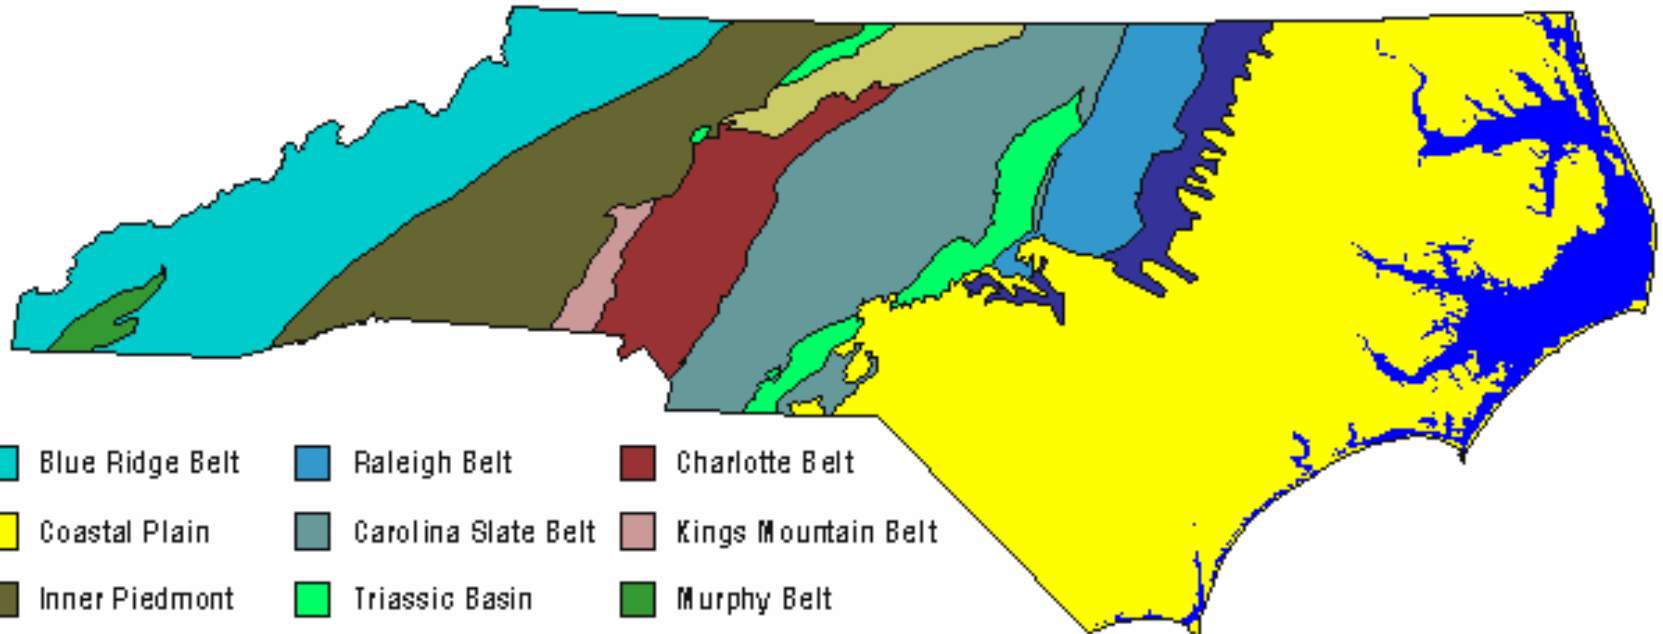 Blue Ridge Belt Raleigh Belt Charlotte Belt
Coastal Plain Carolina Slate Belt Kings Mountain Belt
Inner Piedmont Triassic Basin Murphy Belt